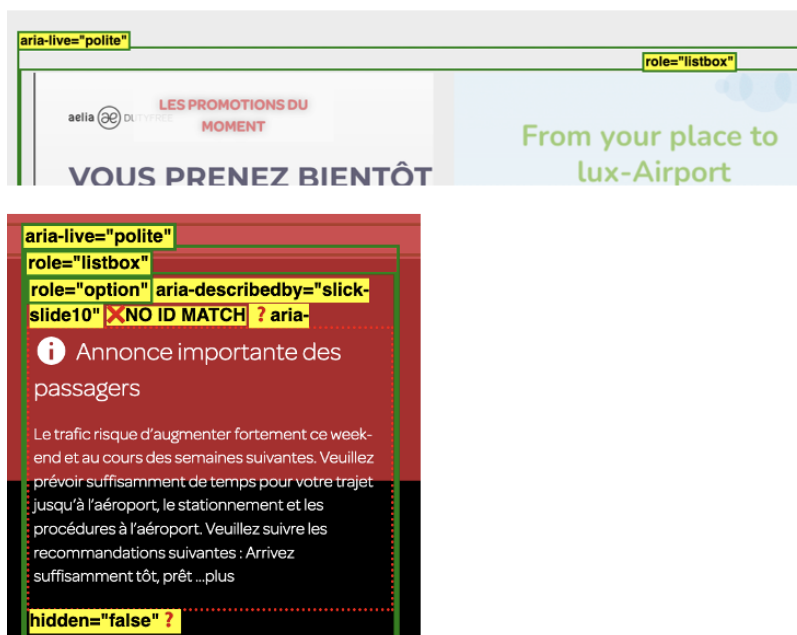 aria-live="polite"
role="listbox"
aelia æ DUTYFREE
LES PROMOTIONS DU
MOMENT
From your place to
lux-Airport
VOUS PRENEZ BIENTÔT
aria-live="polite"
role="listbox"
role="option" aria-describedby="slick-
slide10" ❌NO ID MATCH ❓aria-
i Annonce importante des
passagers
Le trafic risque d'augmenter fortement ce week-
end et au cours des semaines suivantes. Veuillez
prévoir suffisamment de temps pour votre trajet
jusqu'à l'aéroport, le stationnement et les
procédures à l'aéroport. Veuillez suivre les
recommandations suivantes : Arrivez
suffisamment tôt, prêt ...plus
hidden="false" ❓